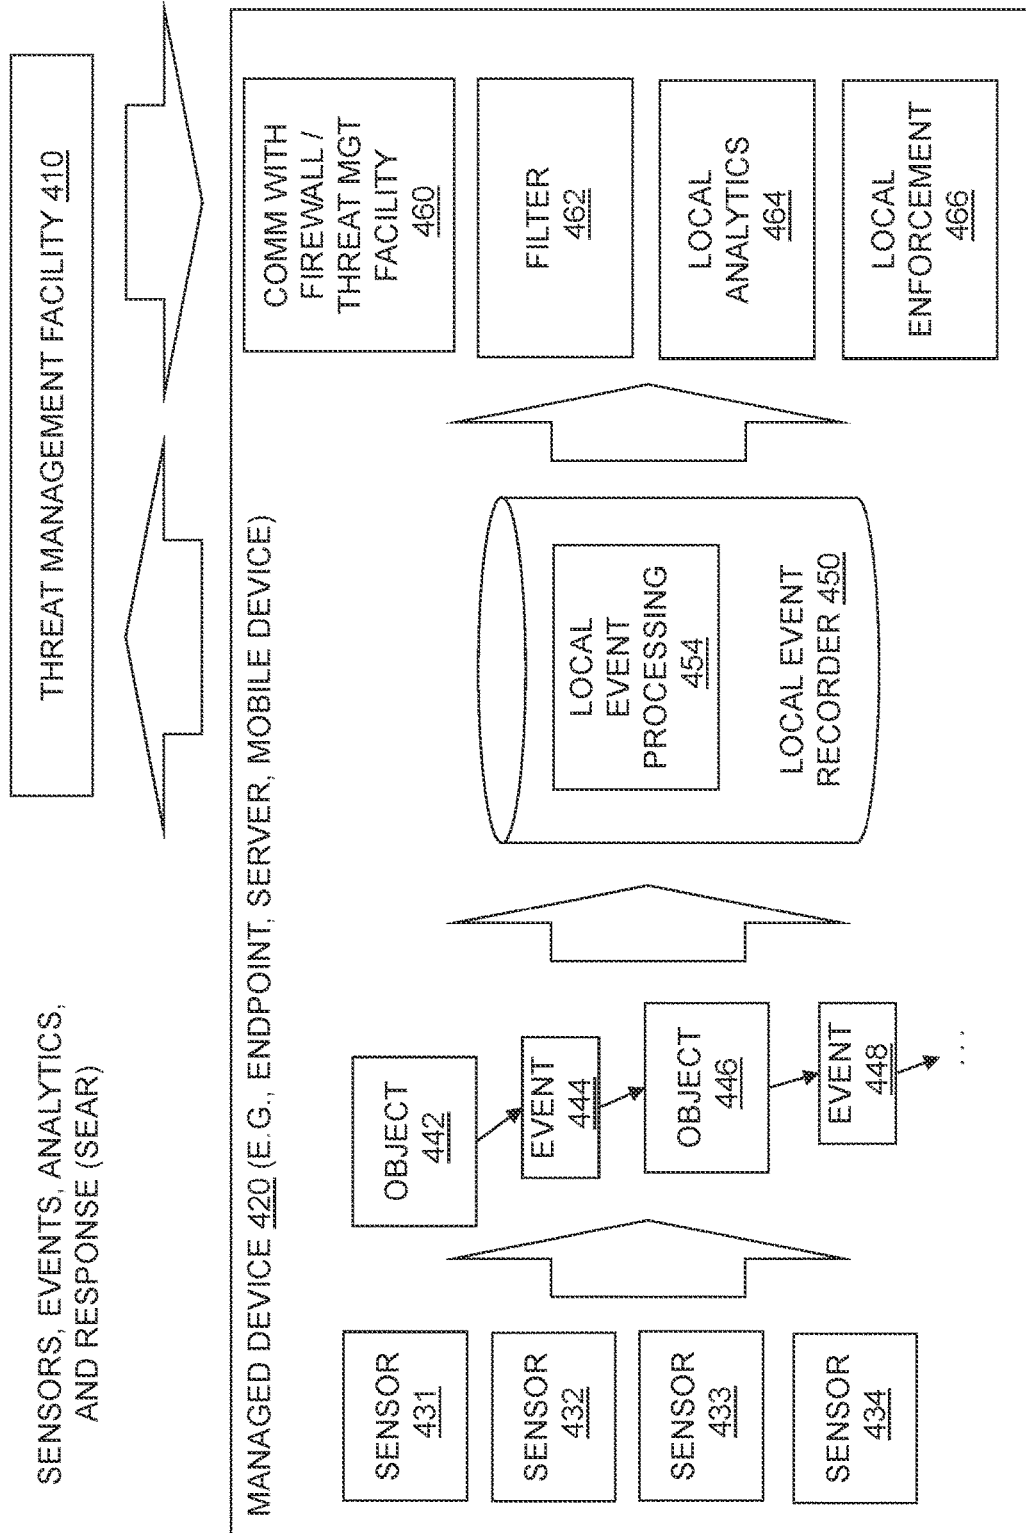 SENSORS, EVENTS, ANALYTICS,
AND RESPONSE (SEAR)
THREAT MANAGEMENT FACILITY 410
MANAGED DEVICE 420 (E.G., ENDPOINT, SERVER, MOBILE DEVICE)
SENSOR
431
SENSOR
432
SENSOR
433
SENSOR
434
OBJECT
442
EVENT
444
OBJECT
446
EVENT
448
...
LOCAL
EVENT
PROCESSING
454
LOCAL EVENT
RECORDER 450
COMM WITH
FIREWALL /
THREAT MGT
FACILITY
460
FILTER
462
LOCAL
ANALYTICS
464
LOCAL
ENFORCEMENT
466